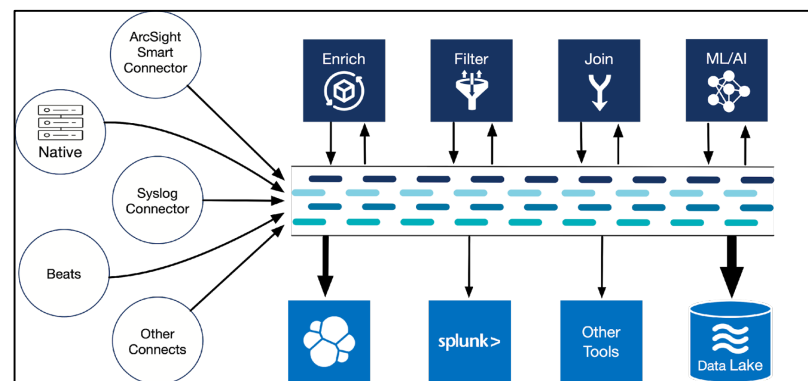 ArcSight
Smart
Connector
Native
Syslog
Connector
Beats
Other
Connects
Enrich
Filter
Join
ML/AI
splunk>
Other
Tools
Data Lake